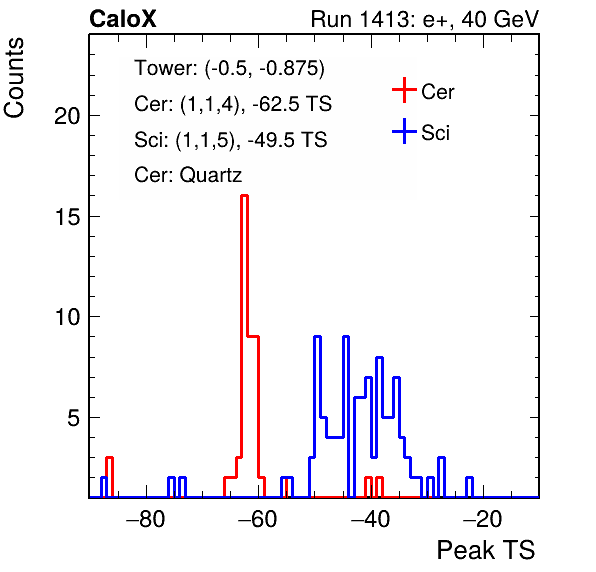 CaloX Run 1413: e+, 40 GeV
Counts
Tower: (-0.5, -0.875)
Cer: (1,1,4), -62.5 TS
Sci: (1,1,5), -49.5 TS
Cer: Quartz
Cer
Sci
20
15
10
5
−80 −60 −40 −20
Peak TS